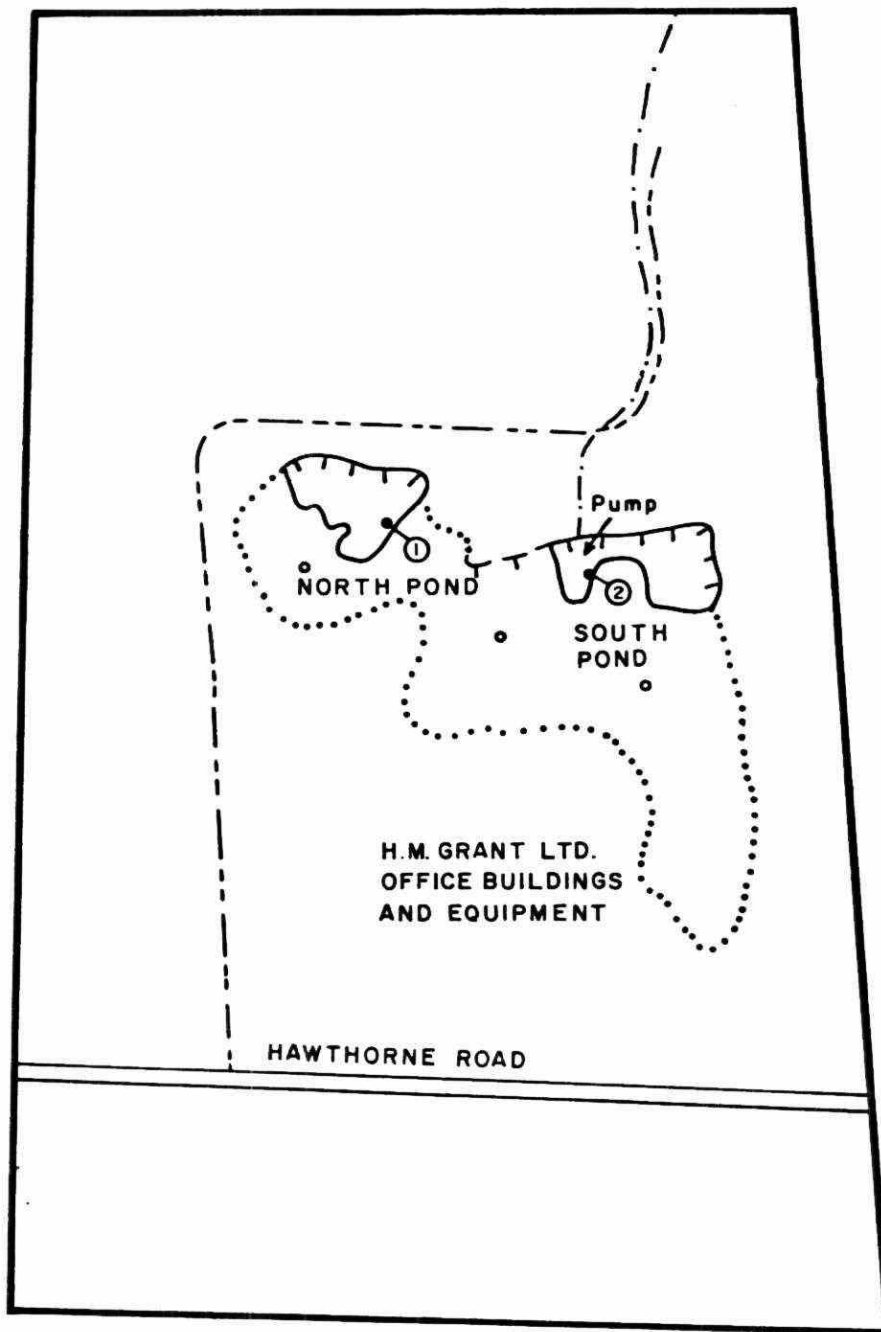 Pump
①
NORTH POND
②
SOUTH
POND
H.M. GRANT LTD.
OFFICE BUILDINGS
AND EQUIPMENT
HAWTHORNE ROAD